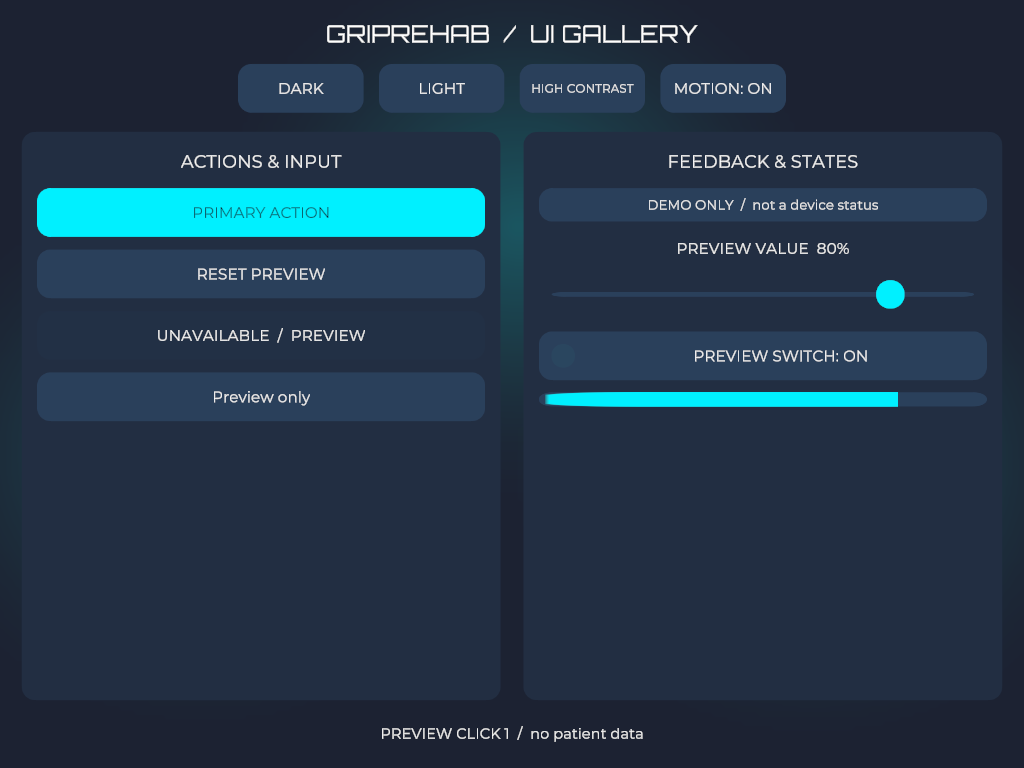 GRIPREHAB / UI GALLERY
DARK
LIGHT
HIGH CONTRAST
MOTION: ON
ACTIONS & INPUT
PRIMARY ACTION
RESET PREVIEW
UNAVAILABLE / PREVIEW
Preview only
FEEDBACK & STATES
DEMO ONLY / not a device status
PREVIEW VALUE 80%
PREVIEW SWITCH: ON
PREVIEW CLICK 1 / no patient data